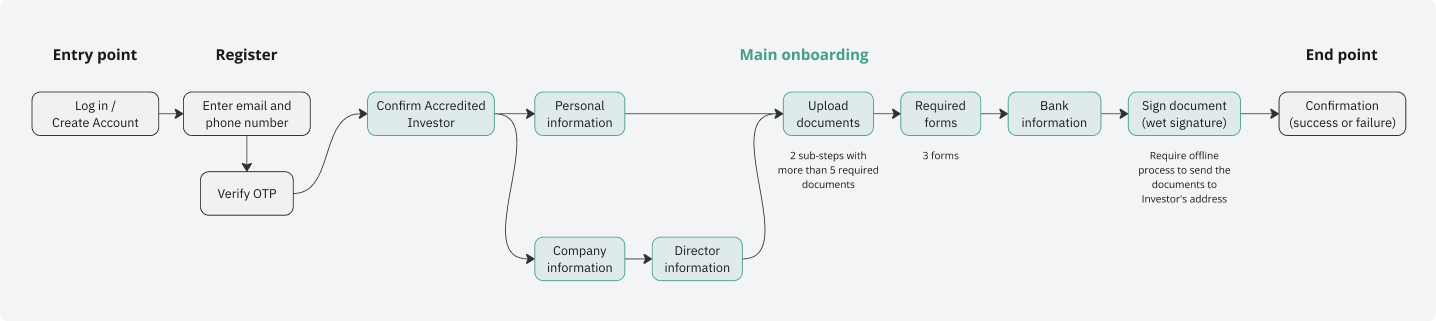 Entry point
Register
Main onboarding
End point
Log in /
Create Account
Enter email and
phone number
Verify OTP
Confirm Accredited
Investor
Personal
information
Company
information
Director
information
Upload
documents
2 sub-steps with
more than 5 required
documents
Required
forms
3 forms
Bank
information
Sign document
(wet signature)
Require offline
process to send the
documents to
Investor's address
Confirmation
(success or failure)